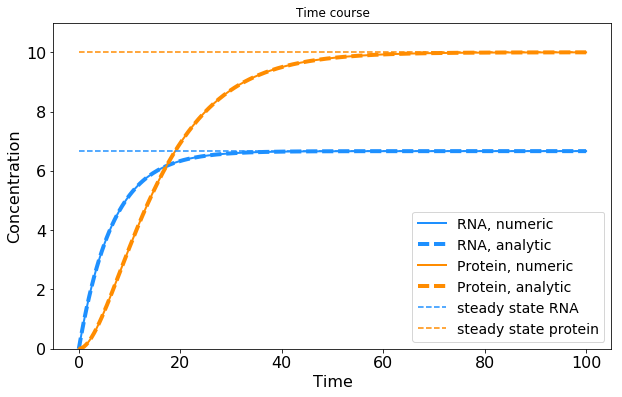 Time course
Concentration
10
8
6
4
2
0
0 20 40 60 80 100
Time
RNA, numeric
RNA, analytic
Protein, numeric
Protein, analytic
steady state RNA
steady state protein